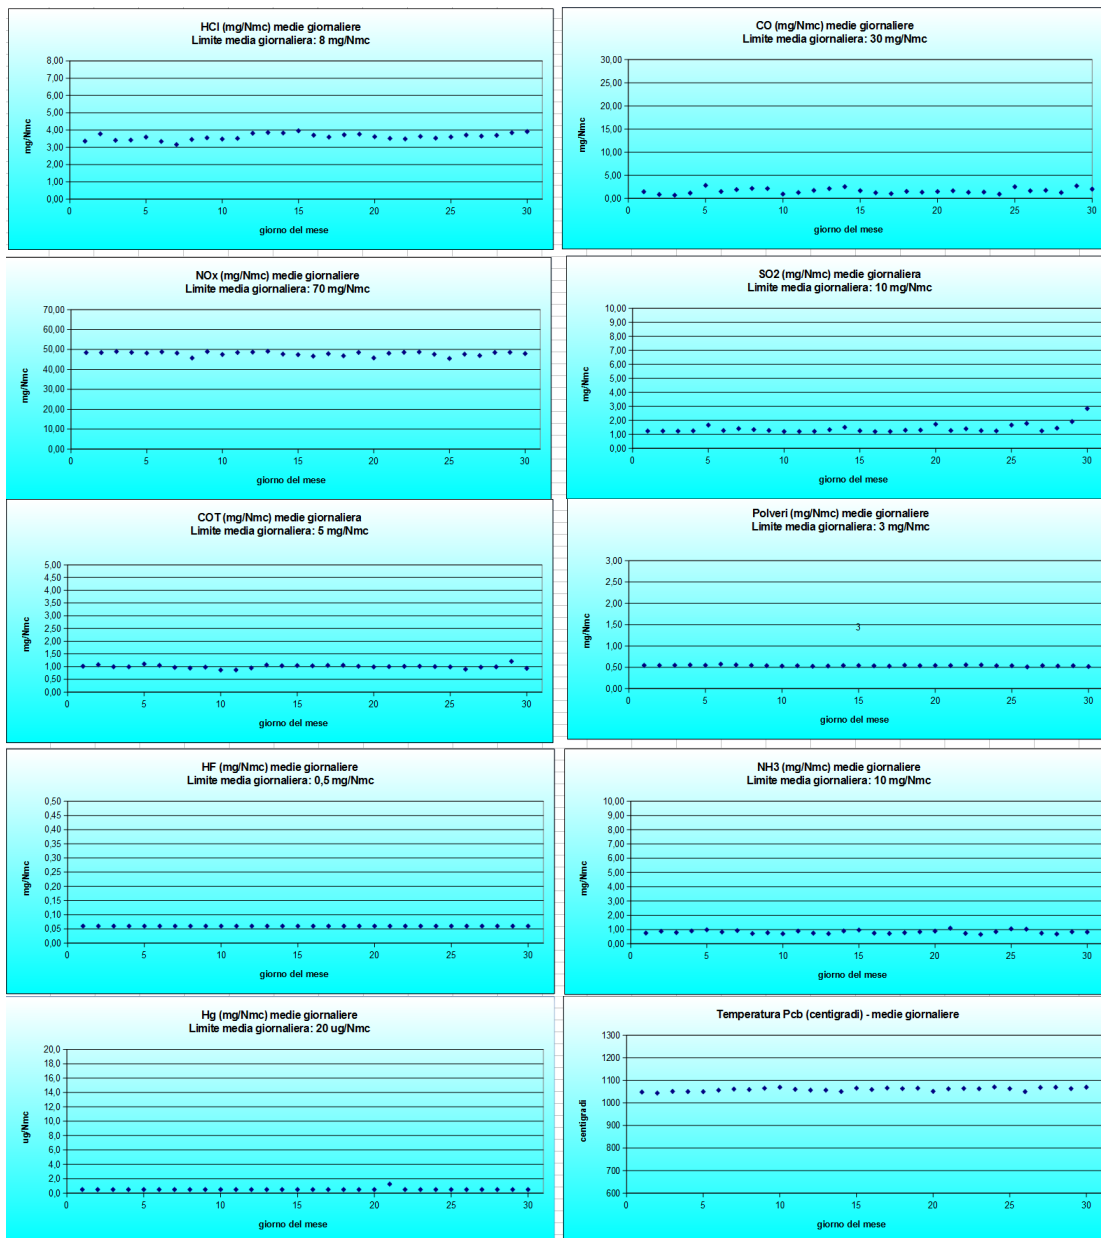 HCl (mg/Nmc) medie giornaliere
Limite media giornaliera: 8 mg/Nmc
8,00
7,00
6,00
5,00
4,00
3,00
2,00
1,00
0,00
mg/Nmc
0 5 10 15 20 25 30
giorno del mese
CO (mg/Nmc) medie giornaliere
Limite media giornaliera: 30 mg/Nmc
30,00
25,00
20,00
15,00
10,00
5,00
0,00
mg/Nmc
0 5 10 15 20 25 30
giorno del mese
NOx (mg/Nmc) medie giornaliere
Limite media giornaliera: 70 mg/Nmc
70,00
60,00
50,00
40,00
30,00
20,00
10,00
0,00
mg/Nmc
0 5 10 15 20 25 30
giorno del mese
SO2 (mg/Nmc) medie giornaliera
Limite media giornaliera: 10 mg/Nmc
10,00
9,00
8,00
7,00
6,00
5,00
4,00
3,00
2,00
1,00
0,00
mg/Nmc
0 5 10 15 20 25 30
giorno del mese
COT (mg/Nmc) medie giornaliera
Limite media giornaliera: 5 mg/Nmc
5,00
4,50
4,00
3,50
3,00
2,50
2,00
1,50
1,00
0,50
0,00
mg/Nmc
0 5 10 15 20 25 30
giorno del mese
Polveri (mg/Nmc) medie giornaliere
Limite media giornaliera: 3 mg/Nmc
3,00
2,50
2,00
1,50
1,00
0,50
0,00
3
mg/Nmc
0 5 10 15 20 25 30
giorno del mese
HF (mg/Nmc) medie giornaliere
Limite media giornaliera: 0,5 mg/Nmc
0,50
0,45
0,40
0,35
0,30
0,25
0,20
0,15
0,10
0,05
0,00
mg/Nmc
0 5 10 15 20 25 30
giorno del mese
NH3 (mg/Nmc) medie giornaliere
Limite media giornaliera: 10 mg/Nmc
10,00
9,00
8,00
7,00
6,00
5,00
4,00
3,00
2,00
1,00
0,00
mg/Nmc
0 5 10 15 20 25 30
giorno del mese
Hg (mg/Nmc) medie giornaliere
Limite media giornaliera: 20 ug/Nmc
20,0
18,0
16,0
14,0
12,0
10,0
8,0
6,0
4,0
2,0
0,0
ug/Nmc
0 5 10 15 20 25 30
giorno del mese
Temperatura Pcb (centigradi) - medie giornaliere
1300
1200
1100
1000
900
800
700
600
centigradi
0 5 10 15 20 25 30
giorno del mese